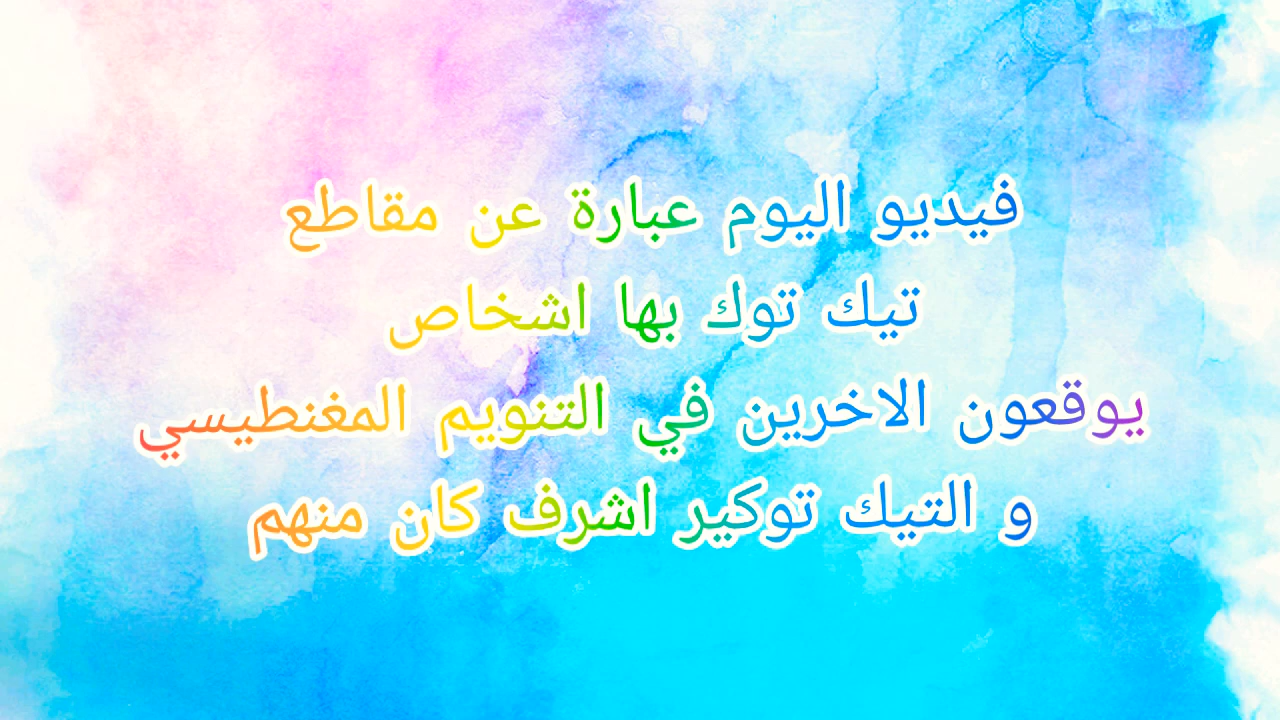 فيديو اليوم عبارة عن مقاطع
تيك توك بها اشخاص
يوقعون الاخرين في التنويم المغنطيسي
و التيك توكير اشرف كان منهم